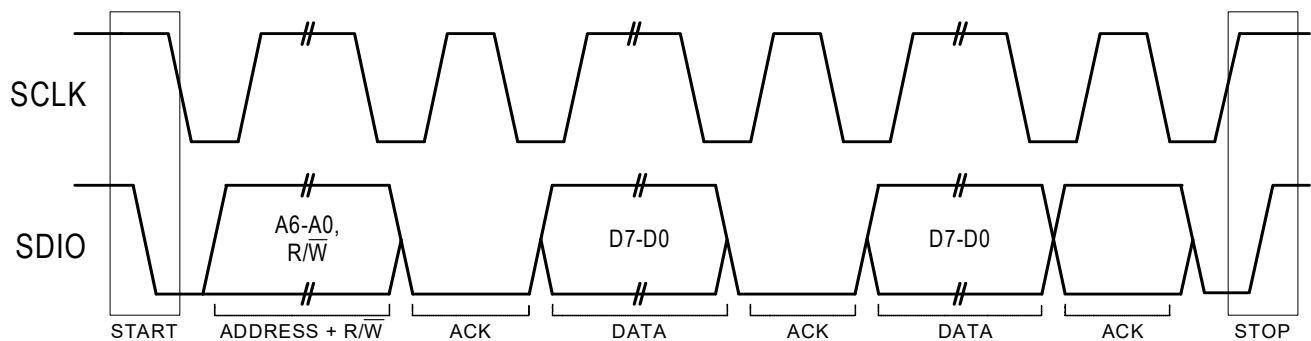 SCLK
SDIO
A6-A0,
R/W̅
D7-D0
D7-D0
START
ADDRESS + R/W̅
ACK
DATA
ACK
DATA
ACK
STOP